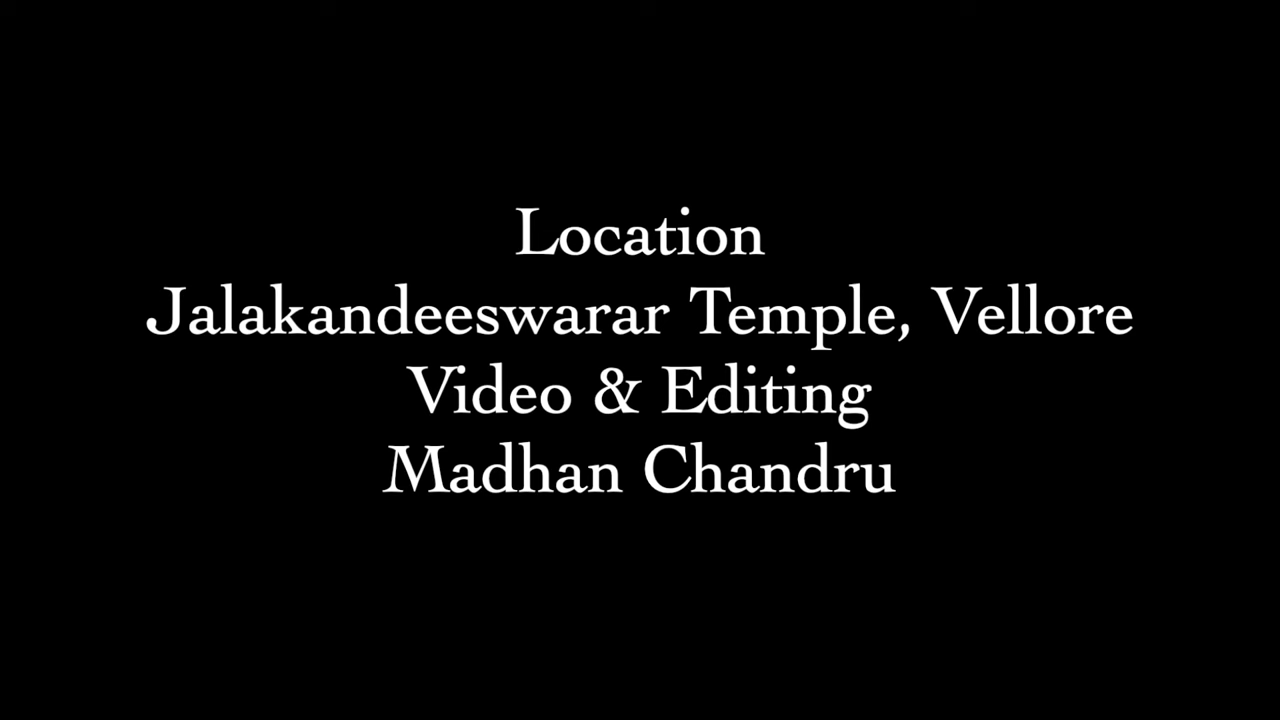 Location
Jalakandeeswarar Temple, Vellore
Video & Editing
Madhan Chandru